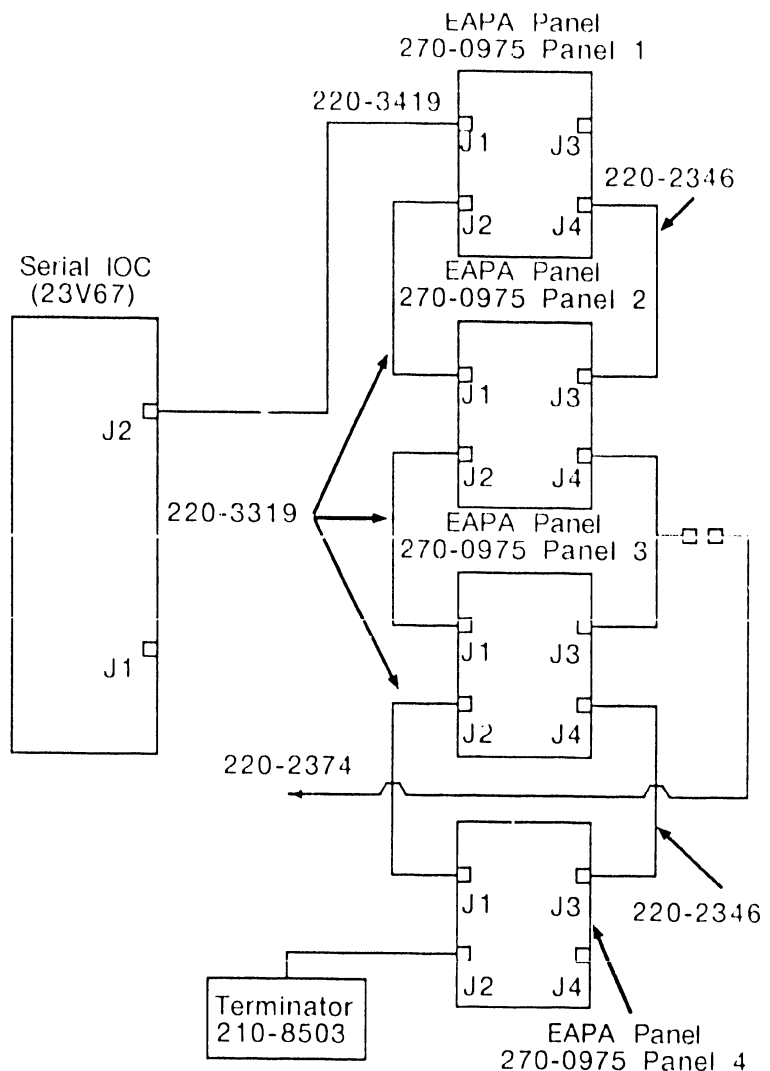 EAPA Panel
270-0975 Panel 1
220-3419
J1
J3
220-2346
J2
J4
Serial IOC
(23V67)
EAPA Panel
270-0975 Panel 2
J1
J3
J2
J2
J4
220-3319
EAPA Panel
270-0975 Panel 3
J1
J3
J1
J2
J4
220-2374
J1
J3
220-2346
J2
J4
Terminator
210-8503
EAPA Panel
270-0975 Panel 4